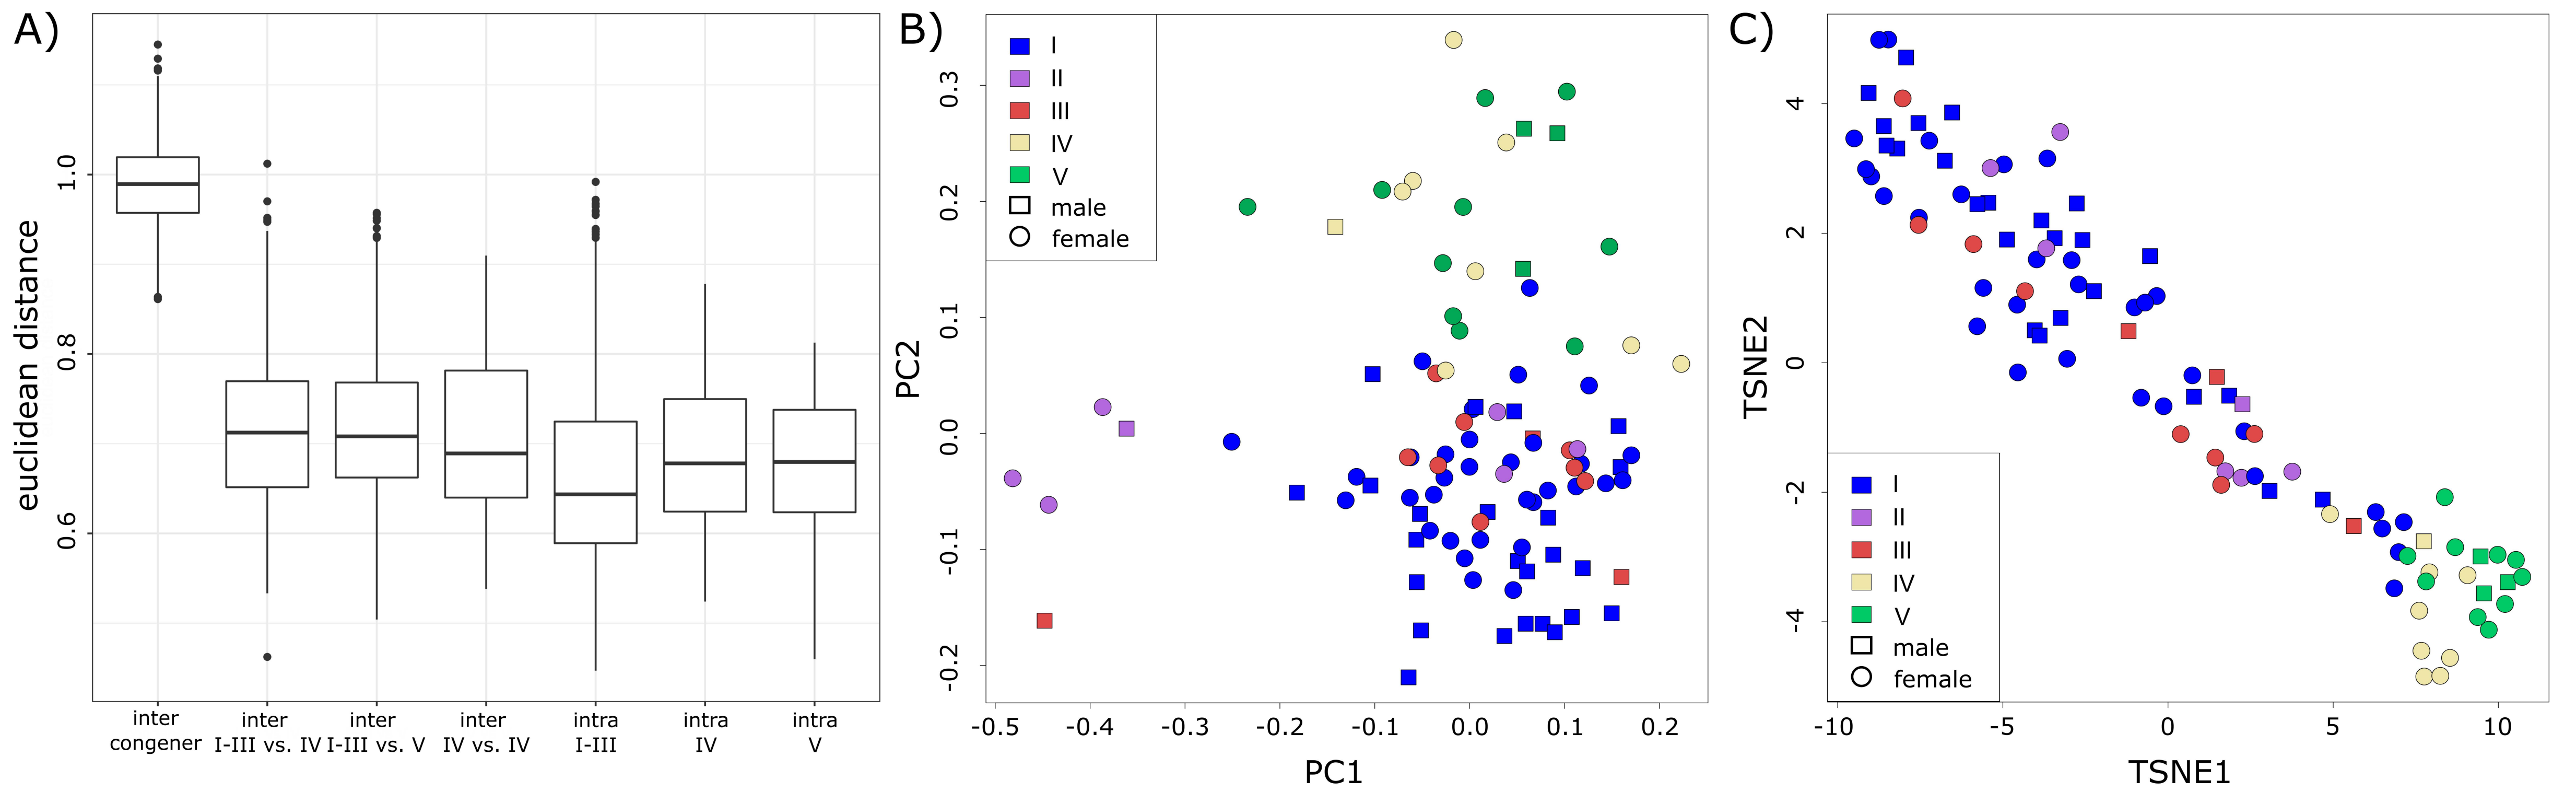 A)
euclidean distance
1.0
0.8
0.6
inter
congener
inter
I-III vs. IV
inter
I-III vs. V
inter
IV vs. IV
intra
I-III
intra
IV
intra
V
B)
I
II
III
IV
V
male
female
PC2
0.3
0.2
0.1
0.0
-0.1
-0.2
-0.5
-0.4
-0.3
-0.2
-0.1
0.0
0.1
0.2
PC1
C)
TSNE2
4
2
0
-2
-4
I
II
III
IV
V
male
female
-10
-5
0
5
10
TSNE1